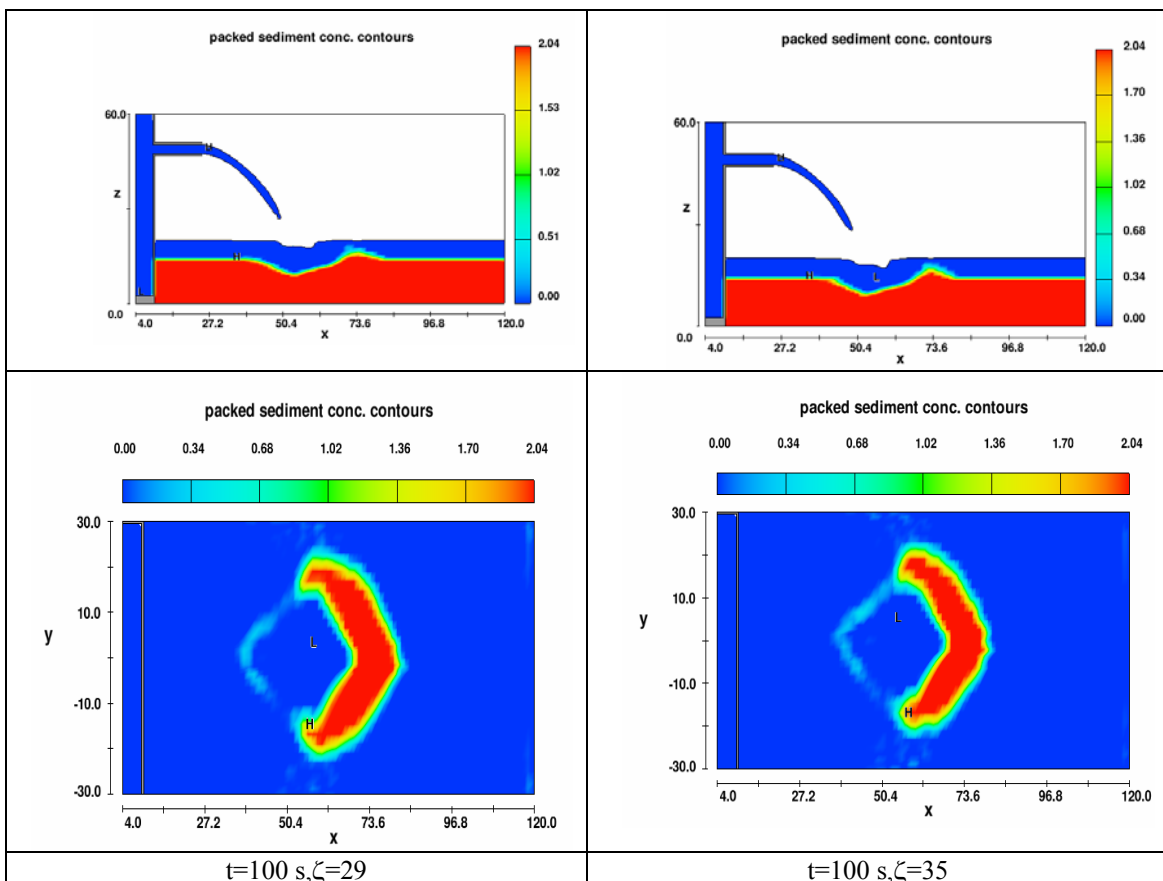 packed sediment conc. contours
2.04
1.53
1.02
0.51
0.00
60.0
z
0.0
H
H
L
4.0 27.2 50.4 73.6 96.8 120.0
x
packed sediment conc. contours
2.04
1.70
1.36
1.02
0.68
0.34
0.00
60.0
z
0.0
H
H
L
4.0 27.2 50.4 73.6 96.8 120.0
x
packed sediment conc. contours
0.00 0.34 0.68 1.02 1.36 1.70 2.04
30.0
10.0
y
-10.0
-30.0
L
H
4.0 27.2 50.4 73.6 96.8 120.0
x
packed sediment conc. contours
0.00 0.34 0.68 1.02 1.36 1.70 2.04
30.0
10.0
y
-10.0
-30.0
L
H
4.0 27.2 50.4 73.6 96.8 120.0
x
t=100 s,ζ=29
t=100 s,ζ=35